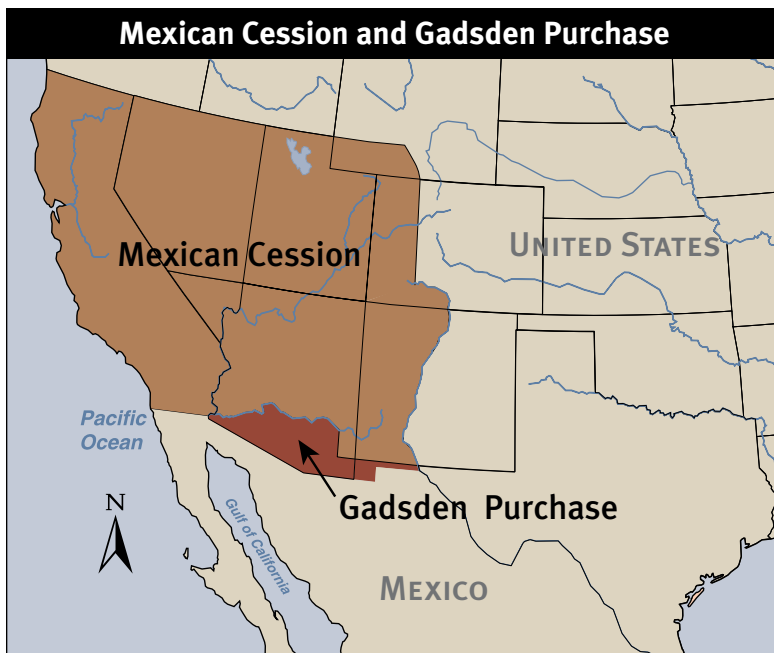 Mexican Cession and Gadsden Purchase
UNITED STATES
Mexican Cession
Pacific
Ocean
Gulf of California
N
Gadsden Purchase
MEXICO